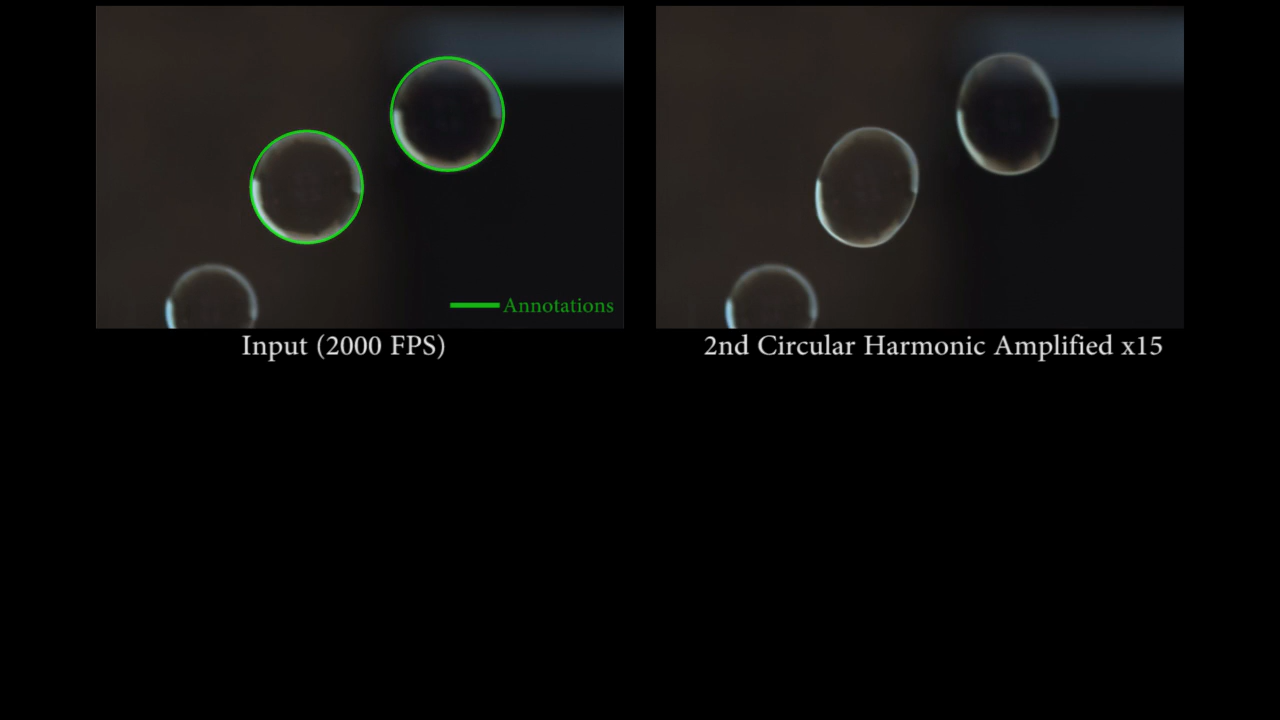 Annotations
Input (2000 FPS)
2nd Circular Harmonic Amplified x15